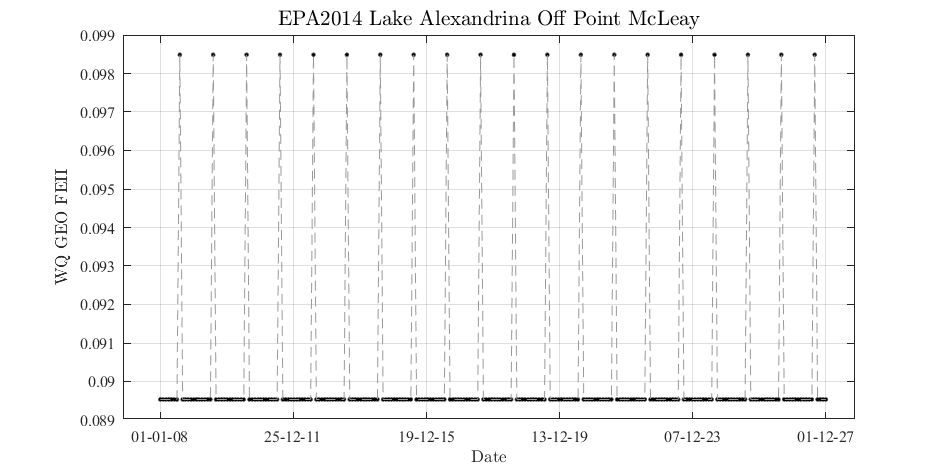 EPA2014 Lake Alexandrina Off Point McLeay
0.099
0.098
0.097
0.096
0.095
0.094
0.093
0.092
0.091
0.09
0.089
WQ GEO FEII
01-01-08 25-12-11 19-12-15 13-12-19 07-12-23 01-12-27
Date